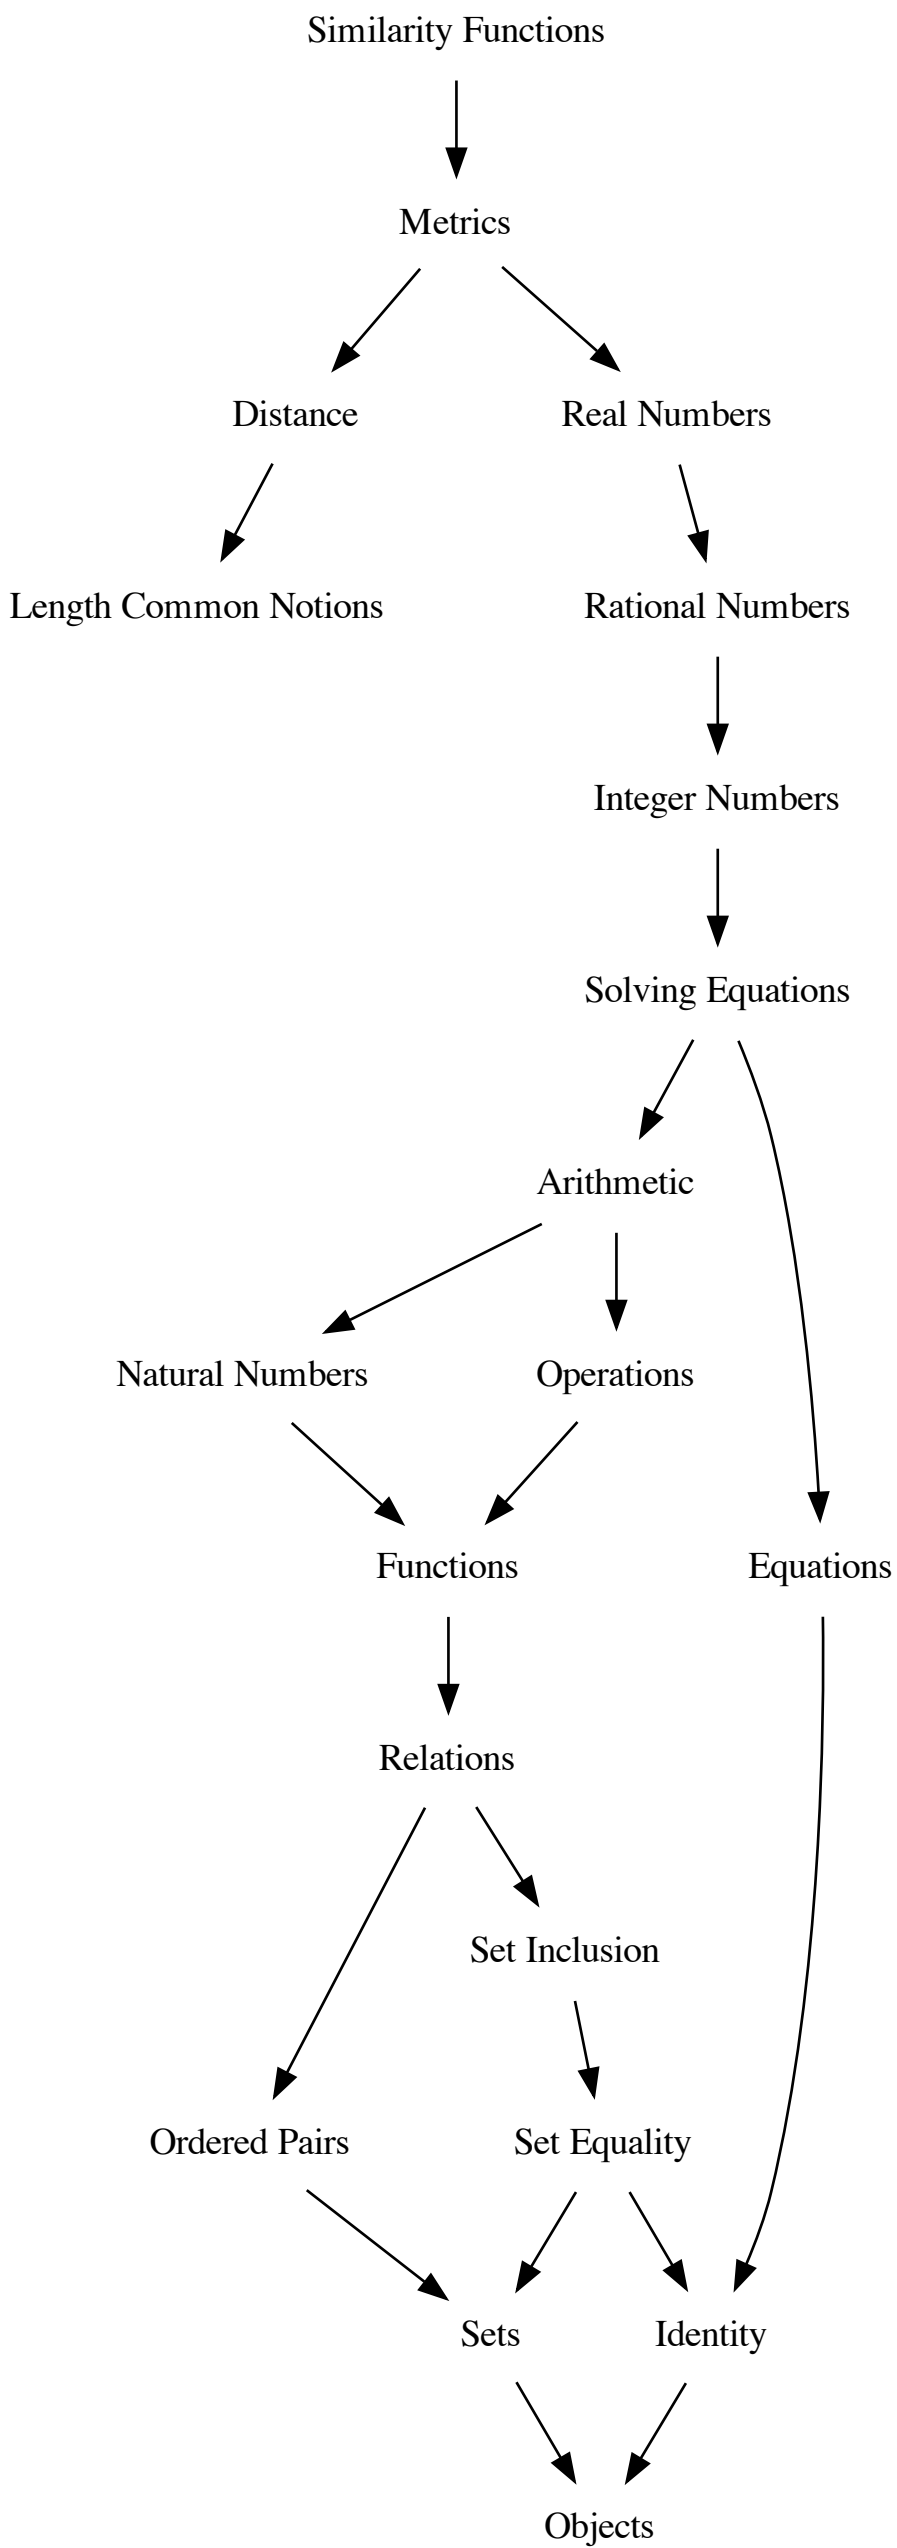 Similarity Functions
Metrics
Distance
Real Numbers
Length Common Notions
Rational Numbers
Integer Numbers
Solving Equations
Arithmetic
Natural Numbers
Operations
Functions
Equations
Relations
Set Inclusion
Ordered Pairs
Set Equality
Sets
Identity
Objects